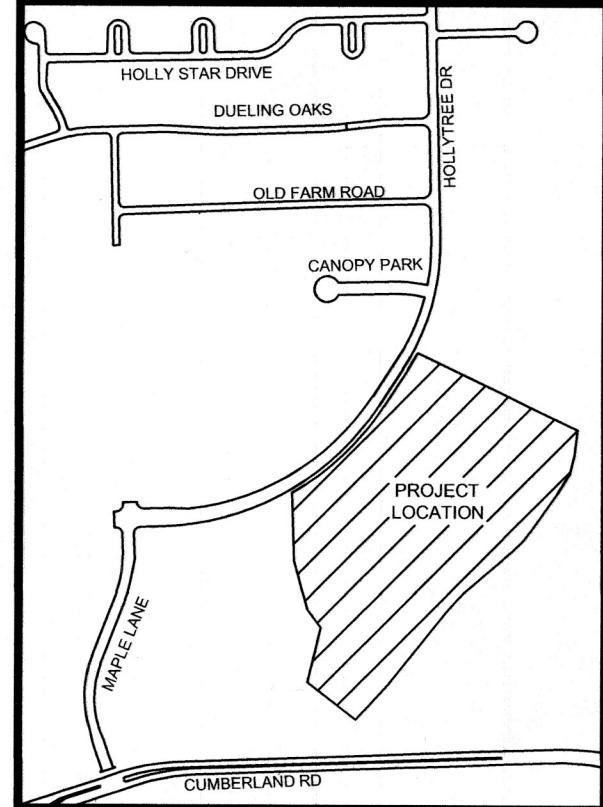 HOLLY STAR DRIVE
DUELING OAKS
HOLLYTREE DR
OLD FARM ROAD
CANOPY PARK
PROJECT
LOCATION
MAPLE LANE
CUMBERLAND RD